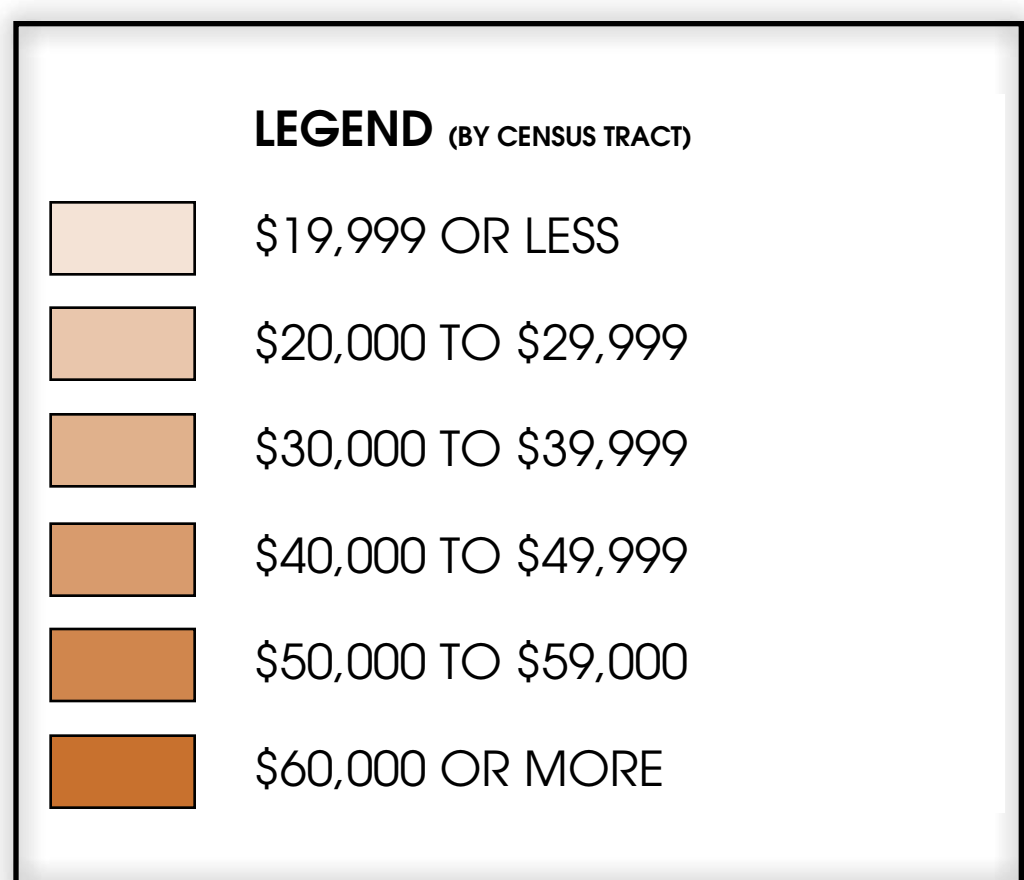 LEGEND (BY CENSUS TRACT)
$19,999 OR LESS
$20,000 TO $29,999
$30,000 TO $39,999
$40,000 TO $49,999
$50,000 TO $59,000
$60,000 OR MORE